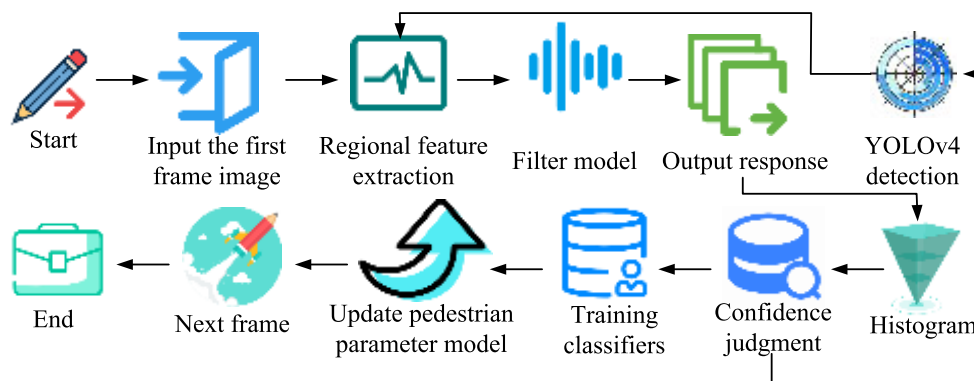 Start
Input the first
frame image
Regional feature
extraction
Filter model
Output response
YOLOv4
detection
End
Next frame
Update pedestrian
parameter model
Training
classifiers
Confidence
judgment
Histogram